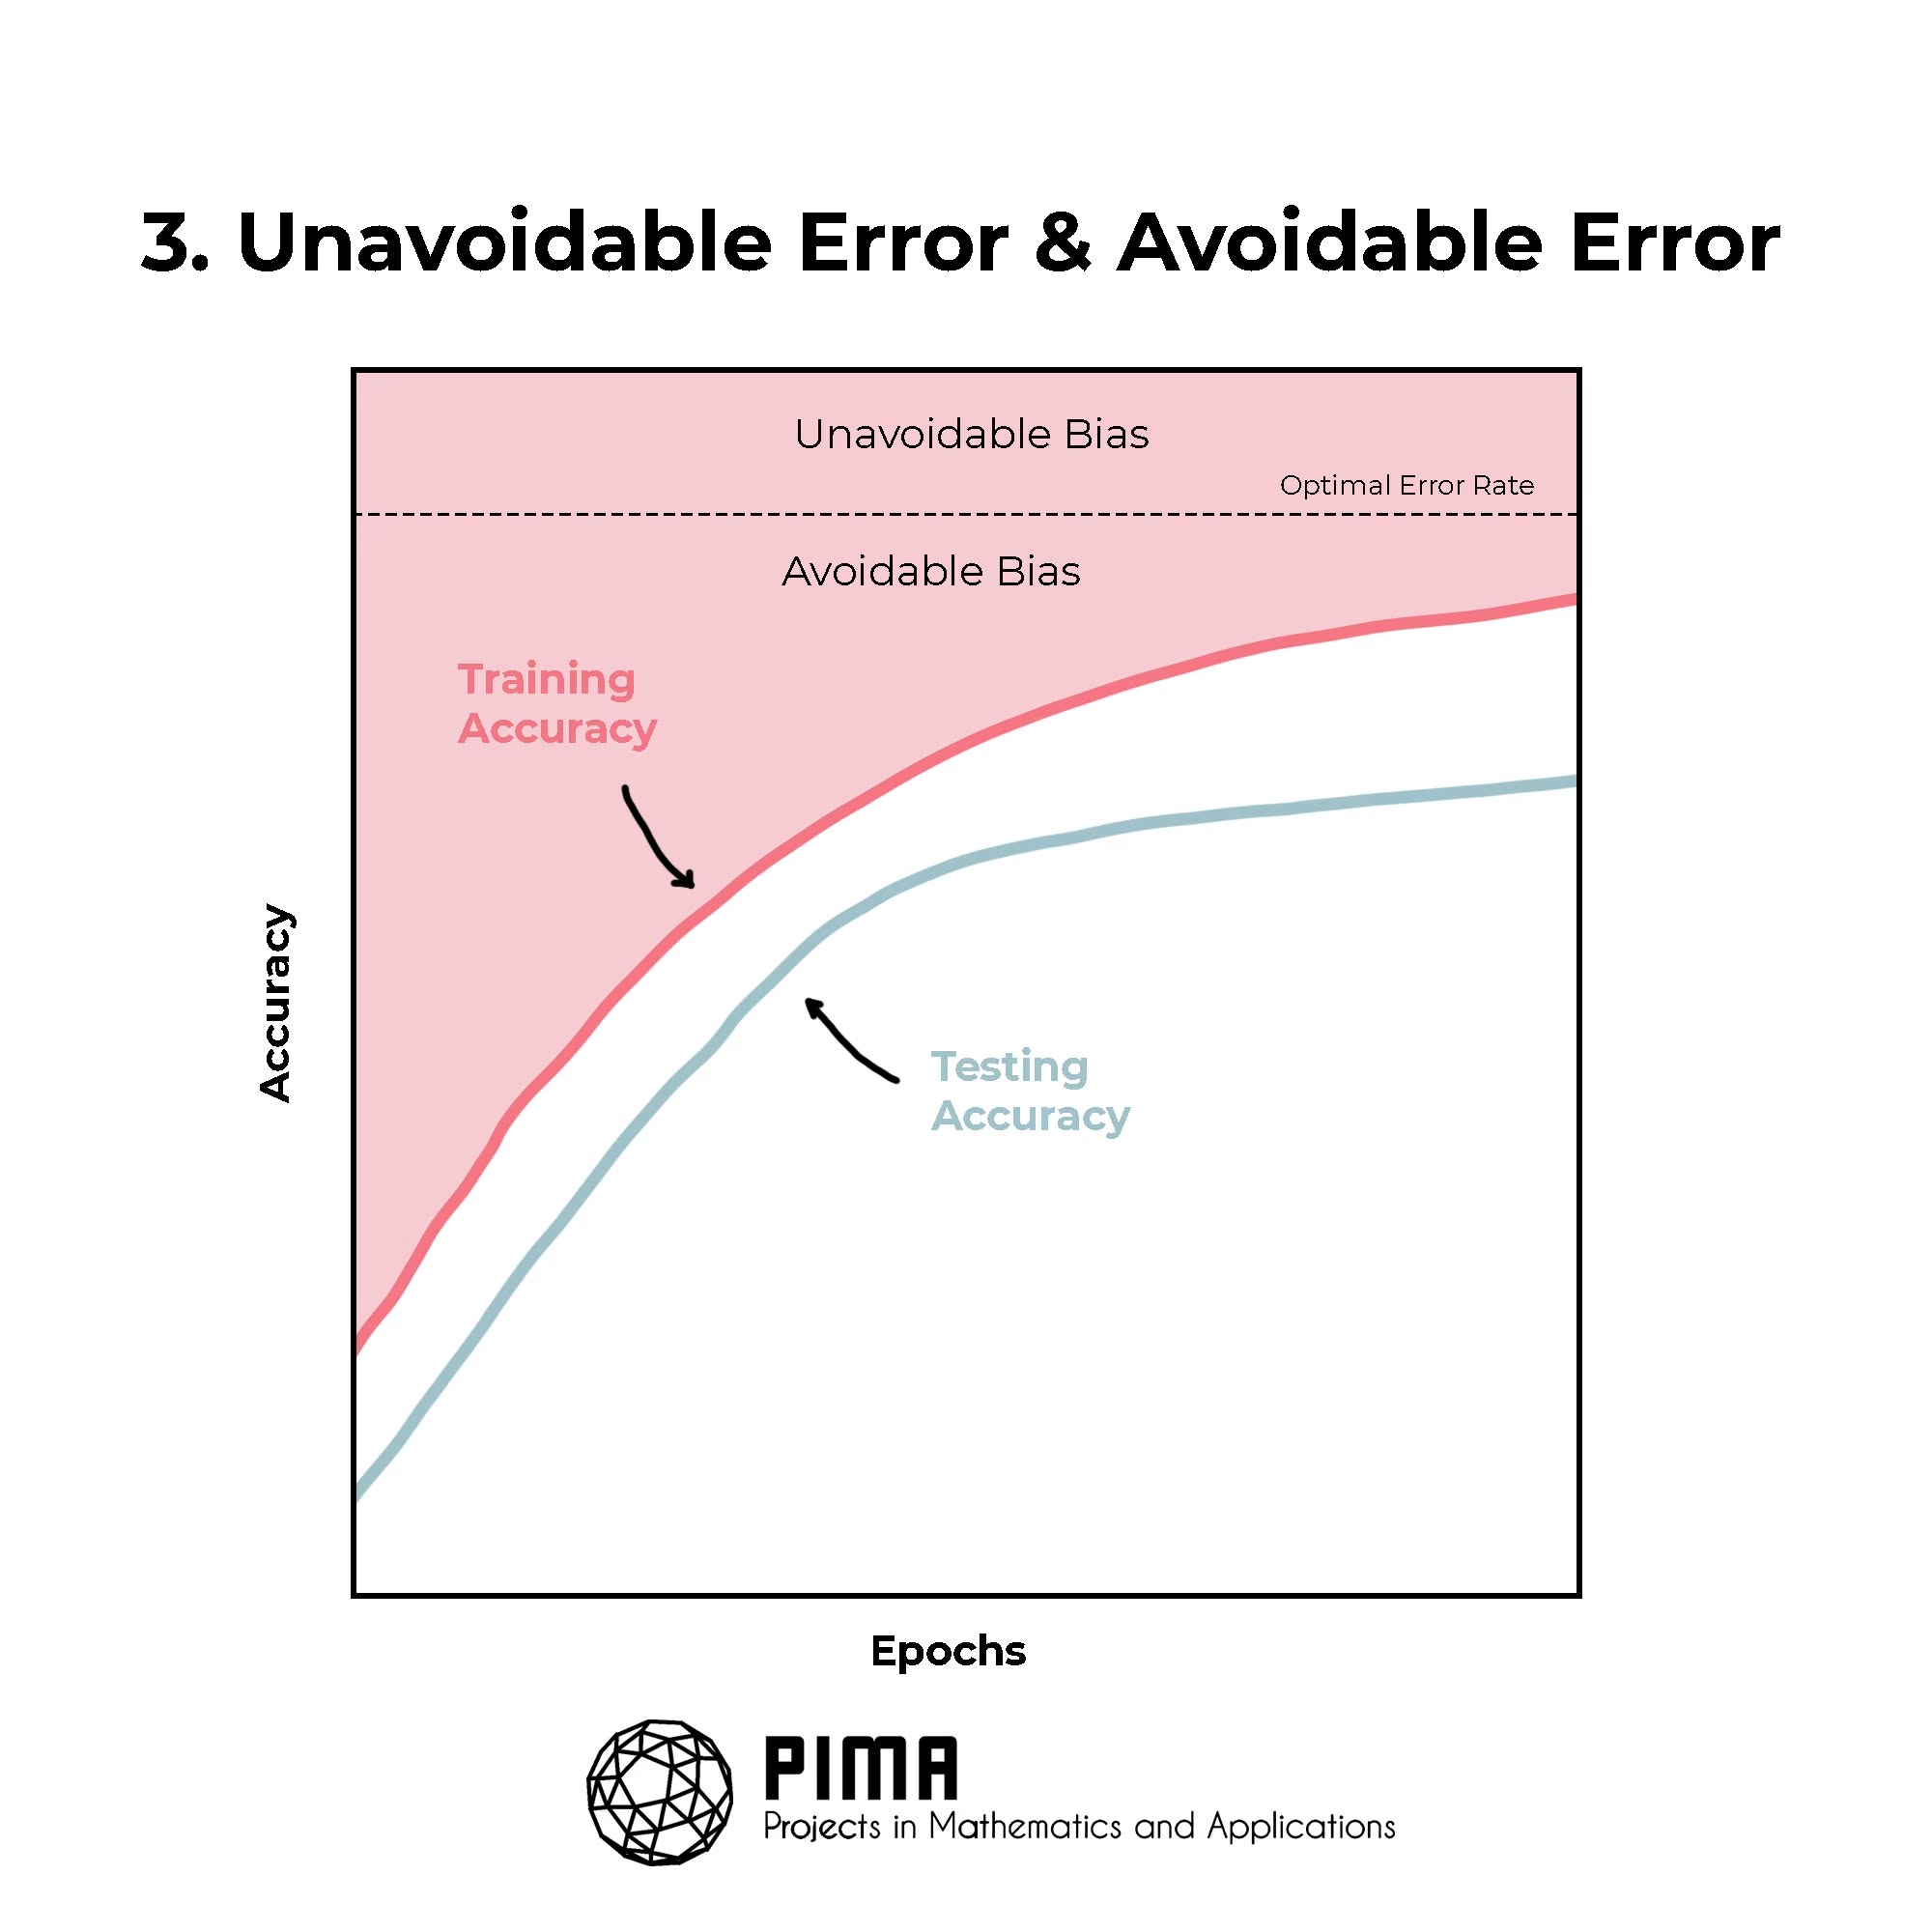 3. Unavoidable Error & Avoidable Error
Unavoidable Bias
Optimal Error Rate
Avoidable Bias
Training
Accuracy
Accuracy
Testing
Accuracy
Epochs
PIMA
Projects in Mathematics and Applications